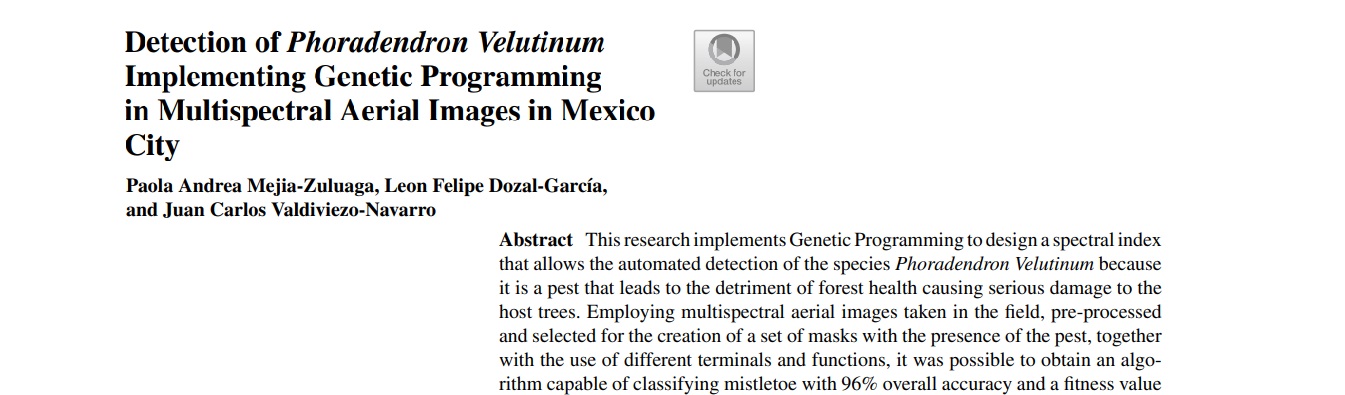 Detection of Phoradendron Velutinum
Implementing Genetic Programming
in Multispectral Aerial Images in Mexico
City
Check for
updates
Paola Andrea Mejia-Zuluaga, Leon Felipe Dozal-García,
and Juan Carlos Valdiviezo-Navarro
Abstract This research implements Genetic Programming to design a spectral index
that allows the automated detection of the species Phoradendron Velutinum because
it is a pest that leads to the detriment of forest health causing serious damage to the
host trees. Employing multispectral aerial images taken in the field, pre-processed
and selected for the creation of a set of masks with the presence of the pest, together
with the use of different terminals and functions, it was possible to obtain an algo-
rithm capable of classifying mistletoe with 96% overall accuracy and a fitness value